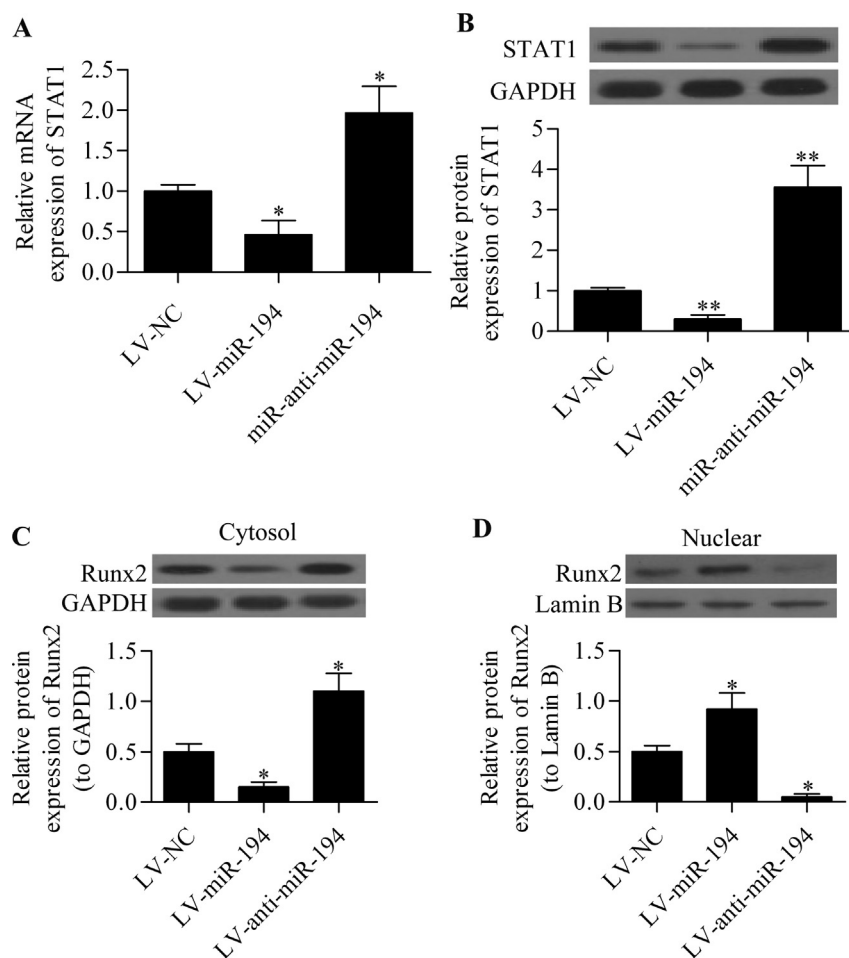 A
Relative mRNA
expression of STAT1
2.5
2.0
1.5
1.0
0.5
0.0
*
*
LV-NC
LV-miR-194
miR-anti-miR-194
B
STAT1
GAPDH
Relative protein
expression of STAT1
5
4
3
2
1
0
**
**
LV-NC
LV-miR-194
miR-anti-miR-194
C
Cytosol
Runx2
GAPDH
Relative protein
expression of Runx2
(to GAPDH)
1.5
1.0
0.5
0.0
*
*
LV-NC
LV-miR-194
LV-anti-miR-194
D
Nuclear
Runx2
Lamin B
Relative protein
expression of Runx2
(to Lamin B)
1.5
1.0
0.5
0.0
*
*
LV-NC
LV-miR-194
LV-anti-miR-194